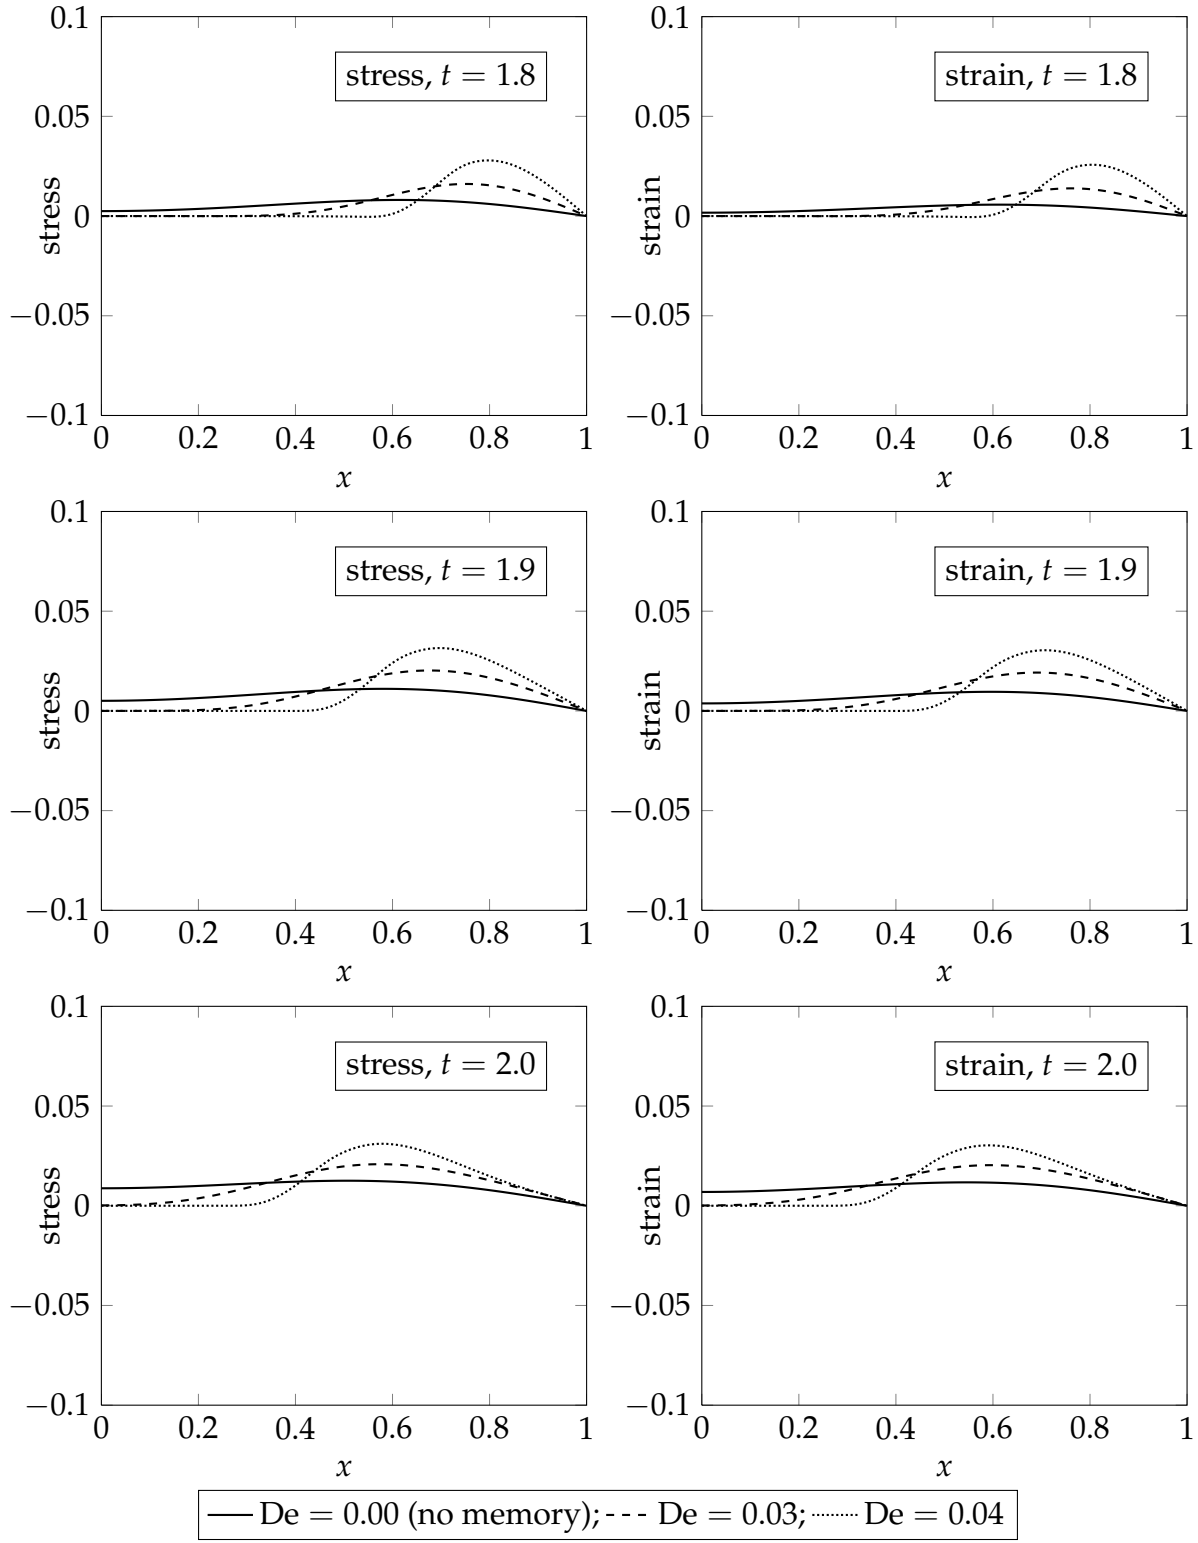 0.1
0.05
0
−0.05
−0.1
stress
stress, t = 1.8
0 0.2 0.4 0.6 0.8 1
x
0.1
0.05
0
−0.05
−0.1
strain
strain, t = 1.8
0 0.2 0.4 0.6 0.8 1
x
0.1
0.05
0
−0.05
−0.1
stress
stress, t = 1.9
0 0.2 0.4 0.6 0.8 1
x
0.1
0.05
0
−0.05
−0.1
strain
strain, t = 1.9
0 0.2 0.4 0.6 0.8 1
x
0.1
0.05
0
−0.05
−0.1
stress
stress, t = 2.0
0 0.2 0.4 0.6 0.8 1
x
0.1
0.05
0
−0.05
−0.1
strain
strain, t = 2.0
0 0.2 0.4 0.6 0.8 1
x
De = 0.00 (no memory); De = 0.03; De = 0.04